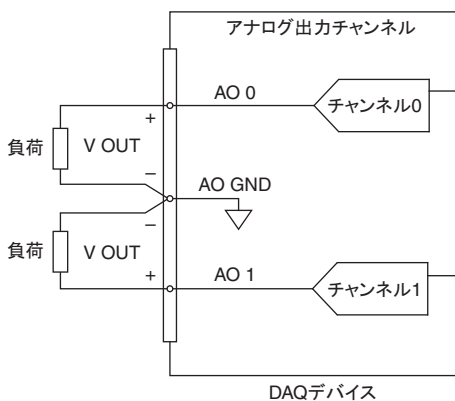 アナログ出力チャンネル
AO 0
チャンネル0
+
負荷
V OUT
–
AO GND
–
負荷
V OUT
+
AO 1
チャンネル1
DAQデバイス